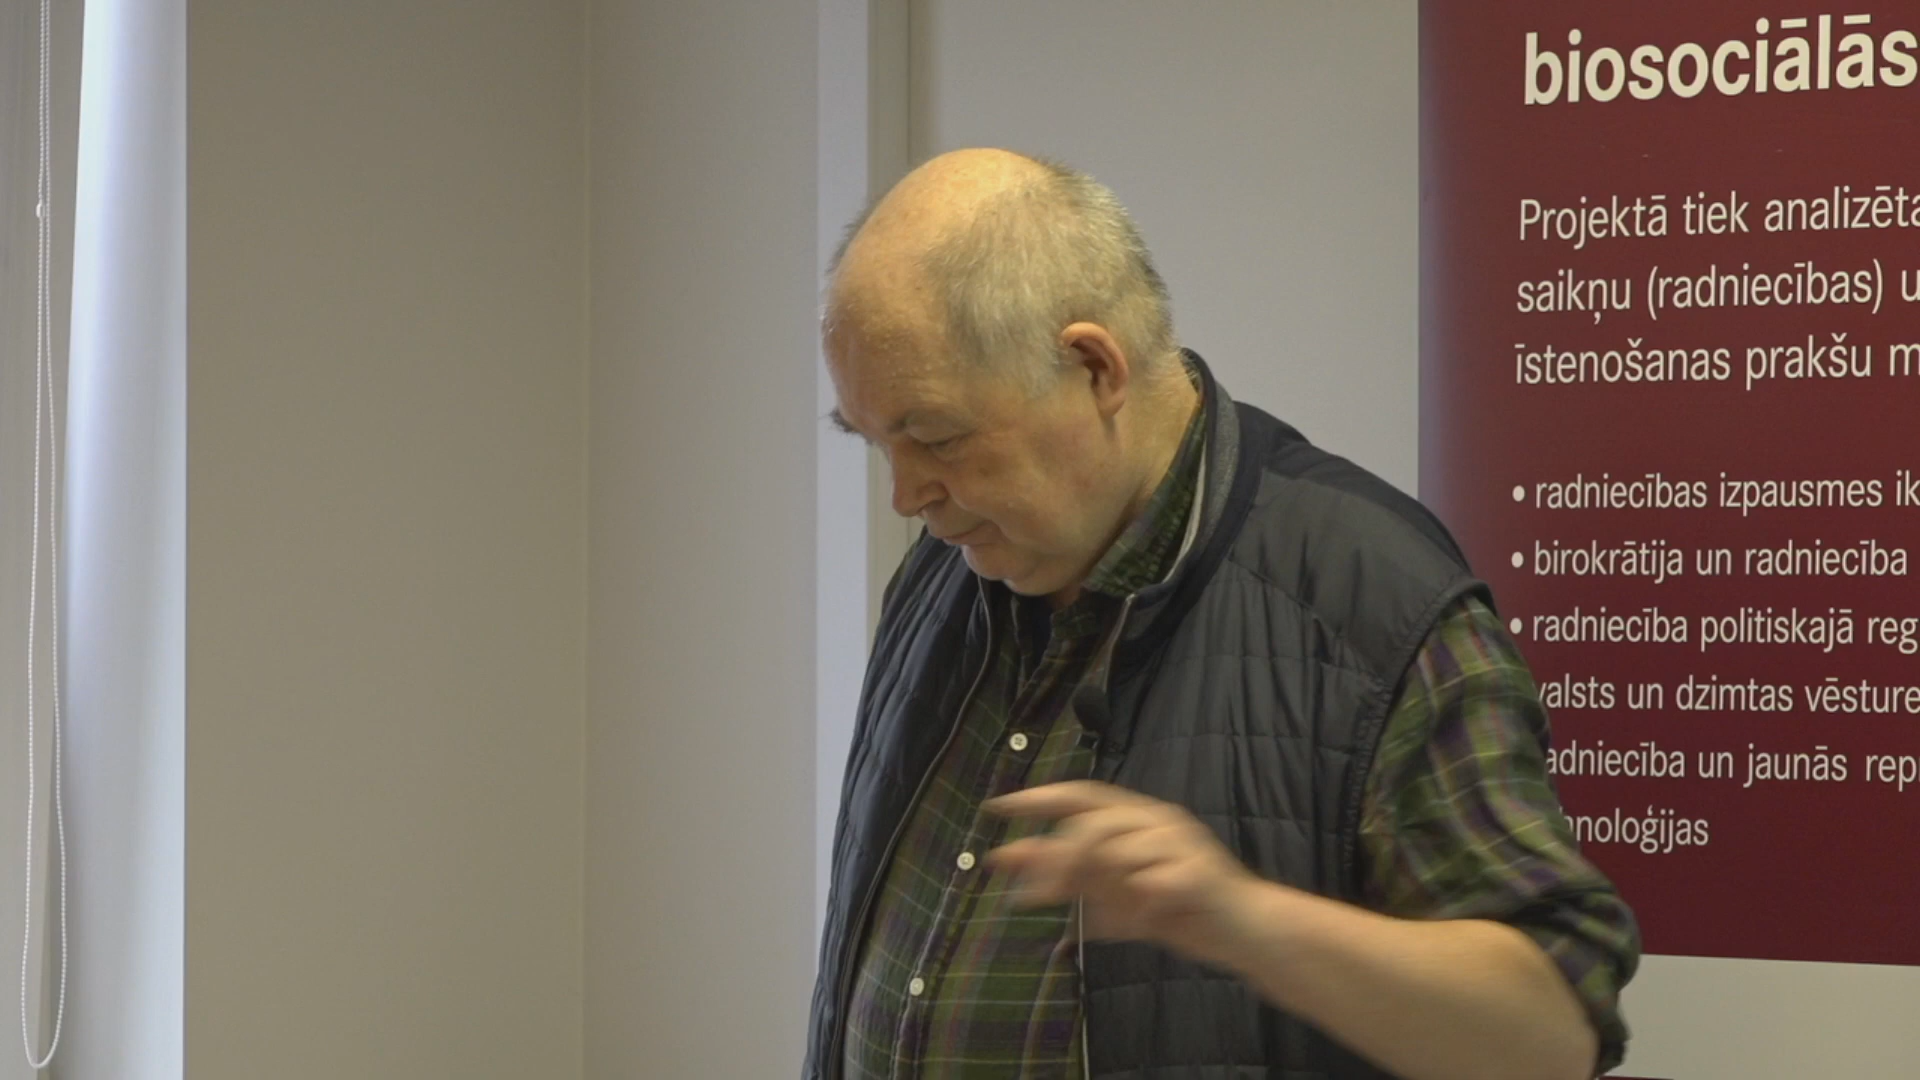 biosociālās
Projektā tiek analizēta
saikņu (radniecības) u
īstenošanas prakšu m
• radniecības izpausmes ik
• birokrātija un radniecība
• radniecība politiskajā reg
valsts un dzimtas vēsture
adniecība un jaunās rep
hnoloģijas